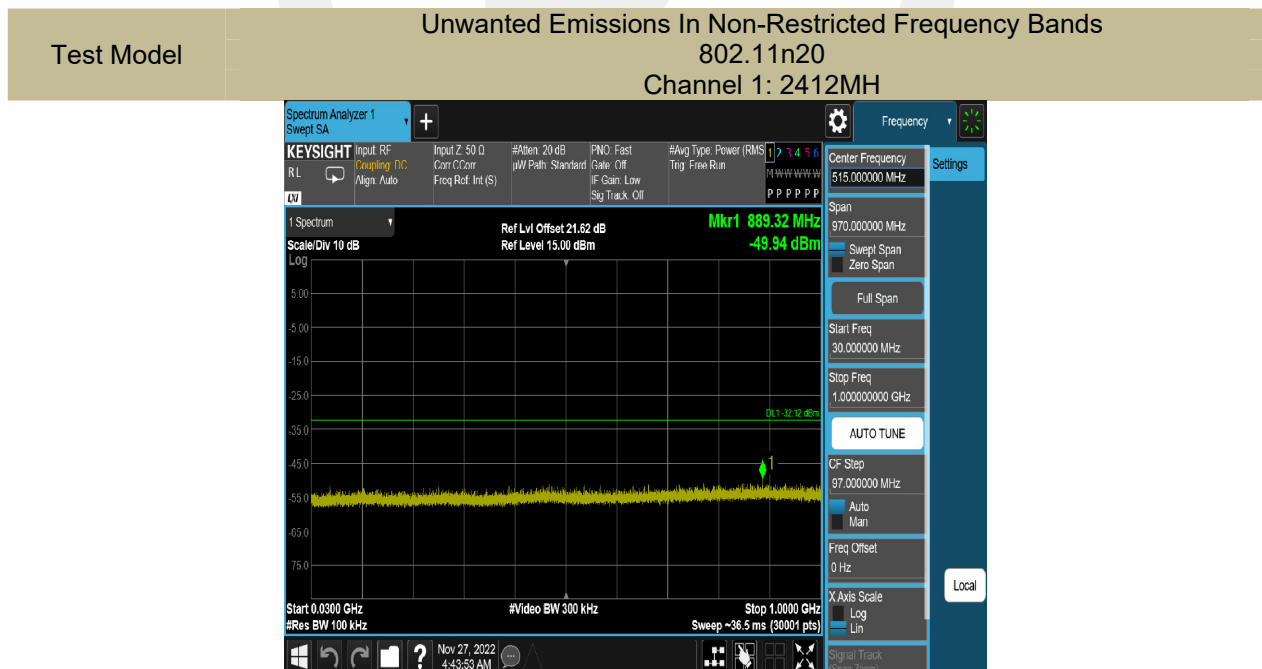 Test Model
Unwanted Emissions In Non-Restricted Frequency Bands
802.11n20
Channel 1: 2412MH
Spectrum Analyzer 1
Swept SA
+
Frequency
KEYSIGHT
RL
LXI
Input: RF
Coupling: DC
Align: Auto
Input Z: 50 Ω
Corr CCorr
Freq Ref: Int (S)
#Atten: 20 dB
µW Path: Standard
PNO: Fast
Gate: Off
IF Gain: Low
Sig Track: Off
#Avg Type: Power (RMS
Trig: Free Run
1 2 3 4 5 6
M W W W W W
P P P P P P
Center Frequency
515.000000 MHz
Settings
Span
970.000000 MHz
Swept Span
Zero Span
Full Span
Start Freq
30.000000 MHz
Stop Freq
1.000000000 GHz
AUTO TUNE
CF Step
97.000000 MHz
Auto
Man
Freq Offset
0 Hz
X Axis Scale
Log
Lin
Signal Track
(Span Zoom)
Local
1 Spectrum
Scale/Div 10 dB
Ref Lvl Offset 21.62 dB
Ref Level 15.00 dBm
Mkr1 889.32 MHz
-49.94 dBm
Log
5.00
-5.00
-15.0
-25.0
DL1 -32.12 dBm
-35.0
-45.0
1
-55.0
-65.0
-75.0
Start 0.0300 GHz
#Video BW 300 kHz
Stop 1.0000 GHz
#Res BW 100 kHz
Sweep ~36.5 ms (30001 pts)
?
Nov 27, 2022
4:43:53 AM